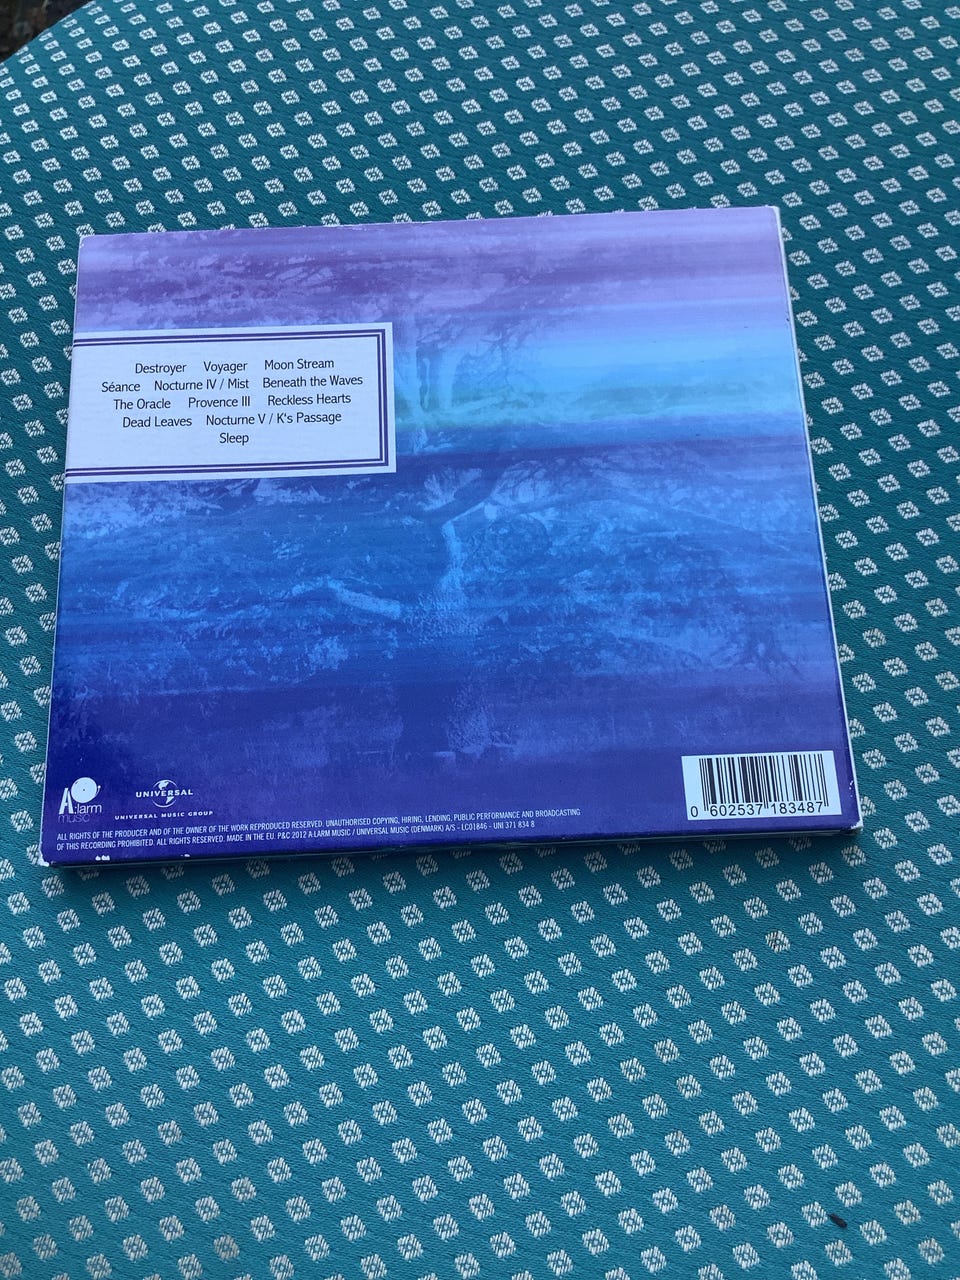 Destroyer Voyager Moon Stream
Séance Nocturne IV / Mist Beneath the Waves
The Oracle Provence III Reckless Hearts
Dead Leaves Nocturne V / K's Passage
Sleep
A:larm
music
UNIVERSAL
UNIVERSAL MUSIC GROUP
ALL RIGHTS OF THE PRODUCER AND OF THE OWNER OF THE WORK REPRODUCED RESERVED. UNAUTHORISED COPYING, HIRING, LENDING, PUBLIC PERFORMANCE AND BROADCASTING
OF THIS RECORDING PROHIBITED. ALL RIGHTS RESERVED. MADE IN THE EU. P&C 2012 A:LARM MUSIC / UNIVERSAL MUSIC (DENMARK) A/S - LC01846 - UNI 371 834 8
0 602537 183487